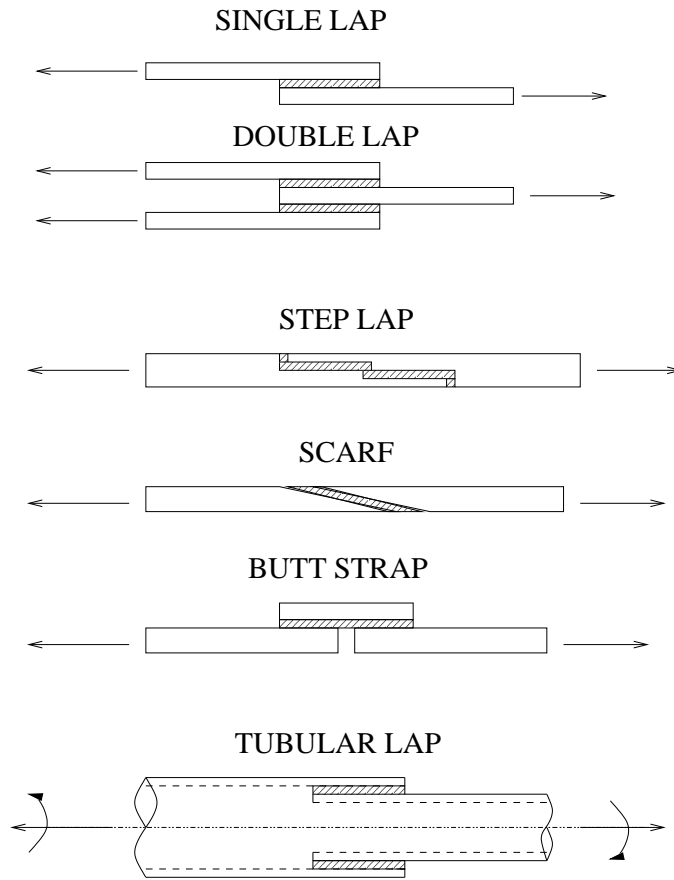 SINGLE LAP
DOUBLE LAP
STEP LAP
SCARF
BUTT STRAP
TUBULAR LAP